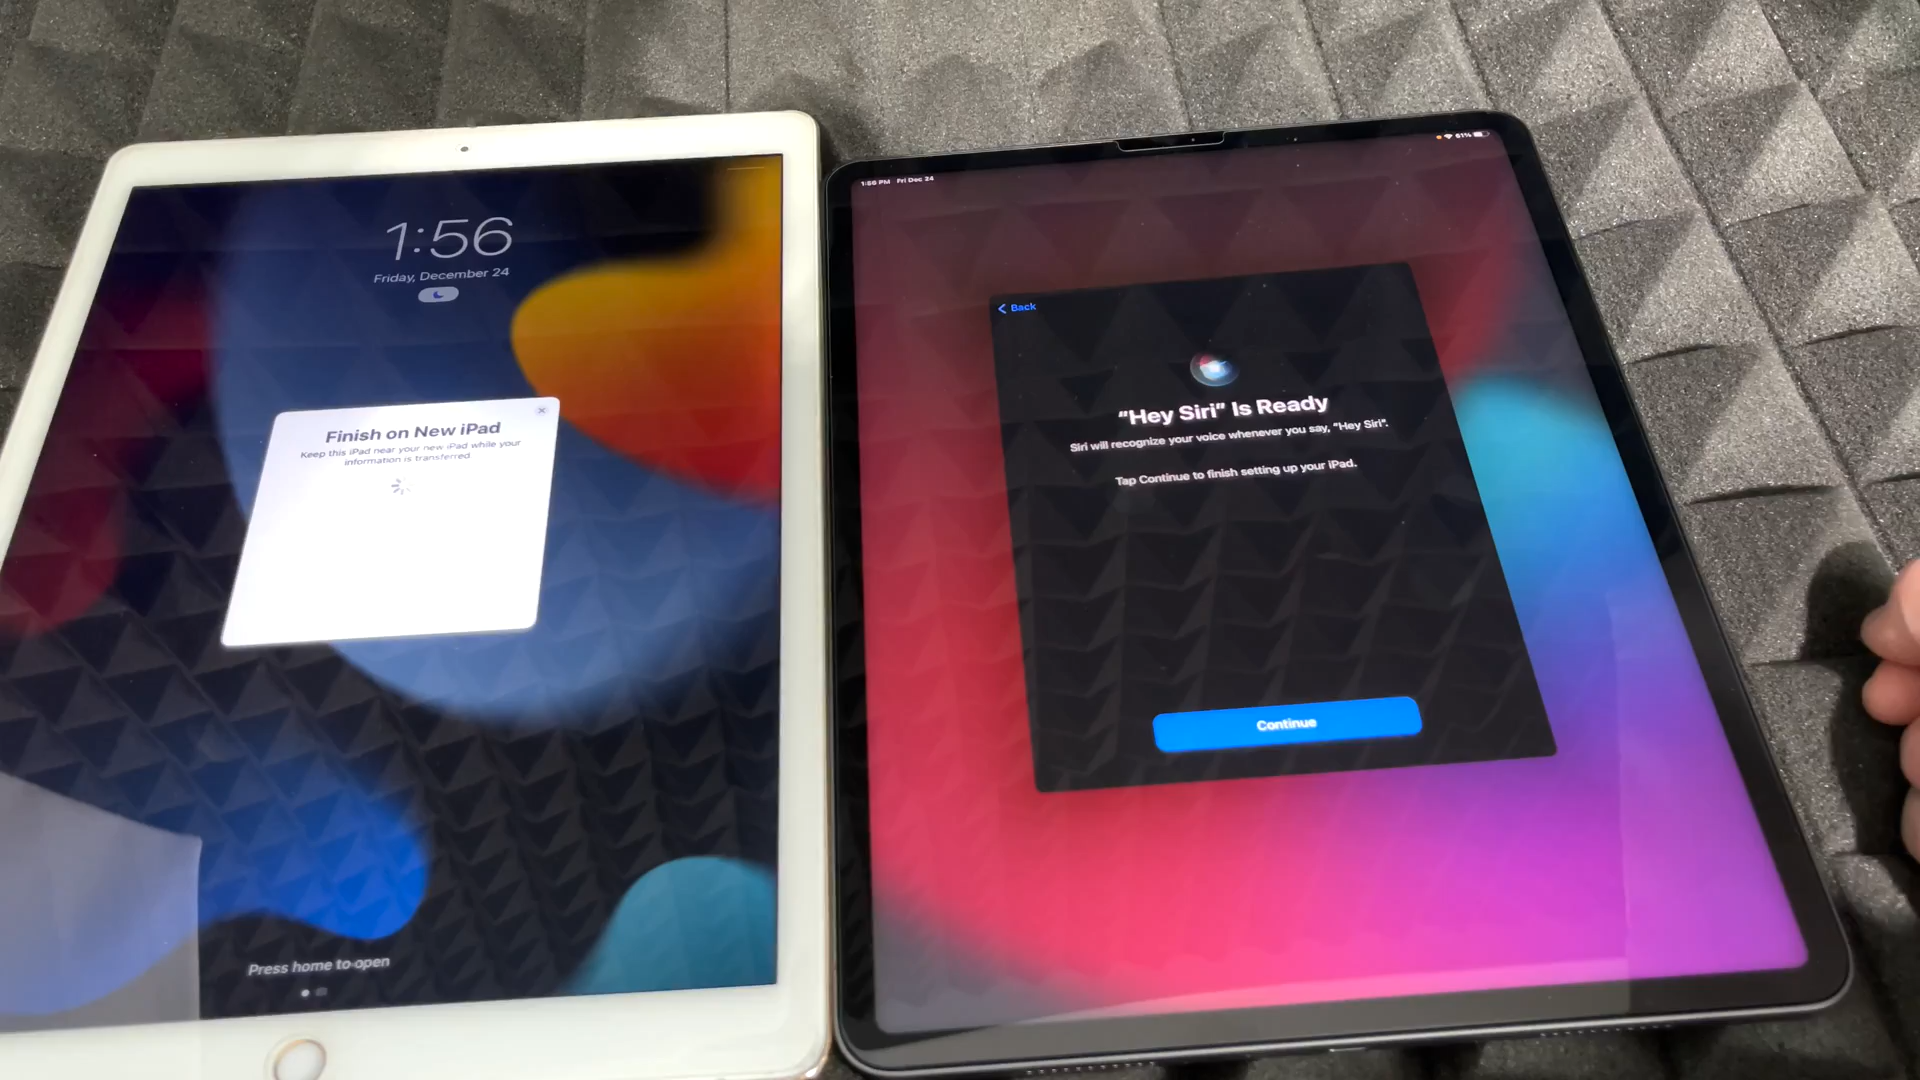 1:56
Friday, December 24
Finish on New iPad
Keep this iPad near your new iPad while your
information is transferred.
Press home to open
1:56 PM Fri Dec 24
61%
Back
"Hey Siri" Is Ready
Siri will recognize your voice whenever you say, "Hey Siri".
Tap Continue to finish setting up your iPad.
Continue